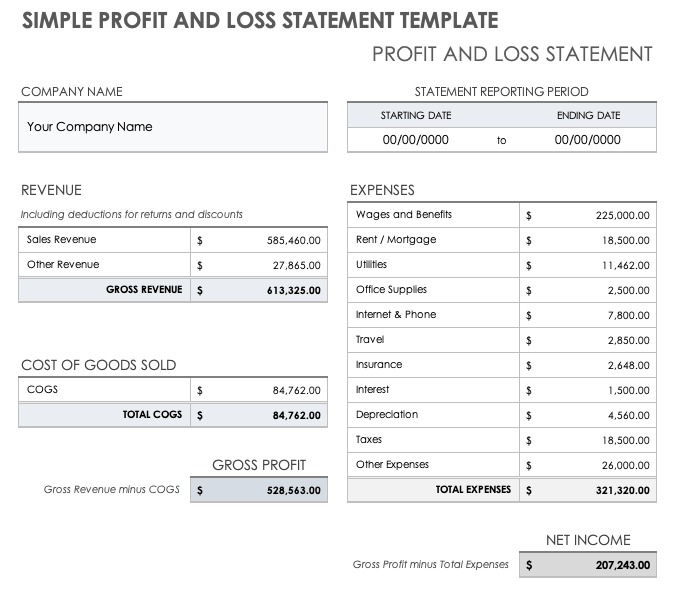 SIMPLE PROFIT AND LOSS STATEMENT TEMPLATE
PROFIT AND LOSS STATEMENT
COMPANY NAME
Your Company Name
STATEMENT REPORTING PERIOD
STARTING DATE ENDING DATE
00/00/0000 to 00/00/0000
REVENUE
Including deductions for returns and discounts
Sales Revenue $ 585,460.00
Other Revenue $ 27,865.00
GROSS REVENUE $ 613,325.00
COST OF GOODS SOLD
COGS $ 84,762.00
TOTAL COGS $ 84,762.00
GROSS PROFIT
Gross Revenue minus COGS $ 528,563.00
EXPENSES
Wages and Benefits $ 225,000.00
Rent / Mortgage $ 18,500.00
Utilities $ 11,462.00
Office Supplies $ 2,500.00
Internet & Phone $ 7,800.00
Travel $ 2,850.00
Insurance $ 2,648.00
Interest $ 1,500.00
Depreciation $ 4,560.00
Taxes $ 18,500.00
Other Expenses $ 26,000.00
TOTAL EXPENSES $ 321,320.00
NET INCOME
Gross Profit minus Total Expenses $ 207,243.00